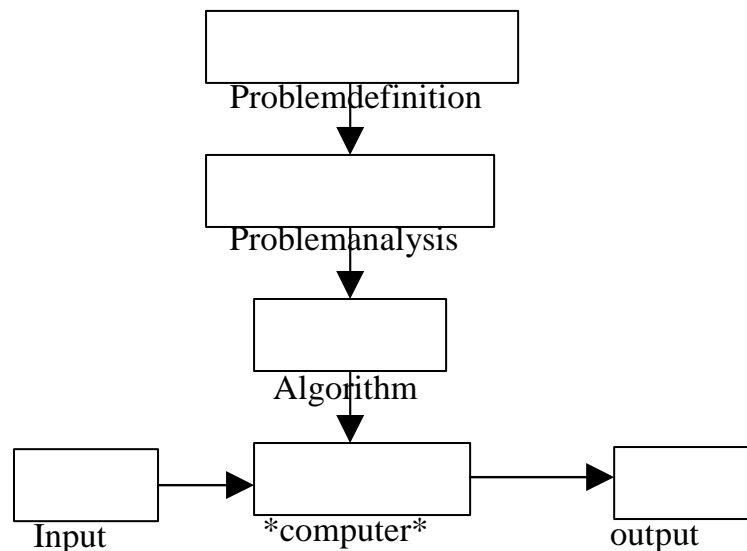 Problemdefinition
Problemanalysis
Algorithm
Input
*computer*
output